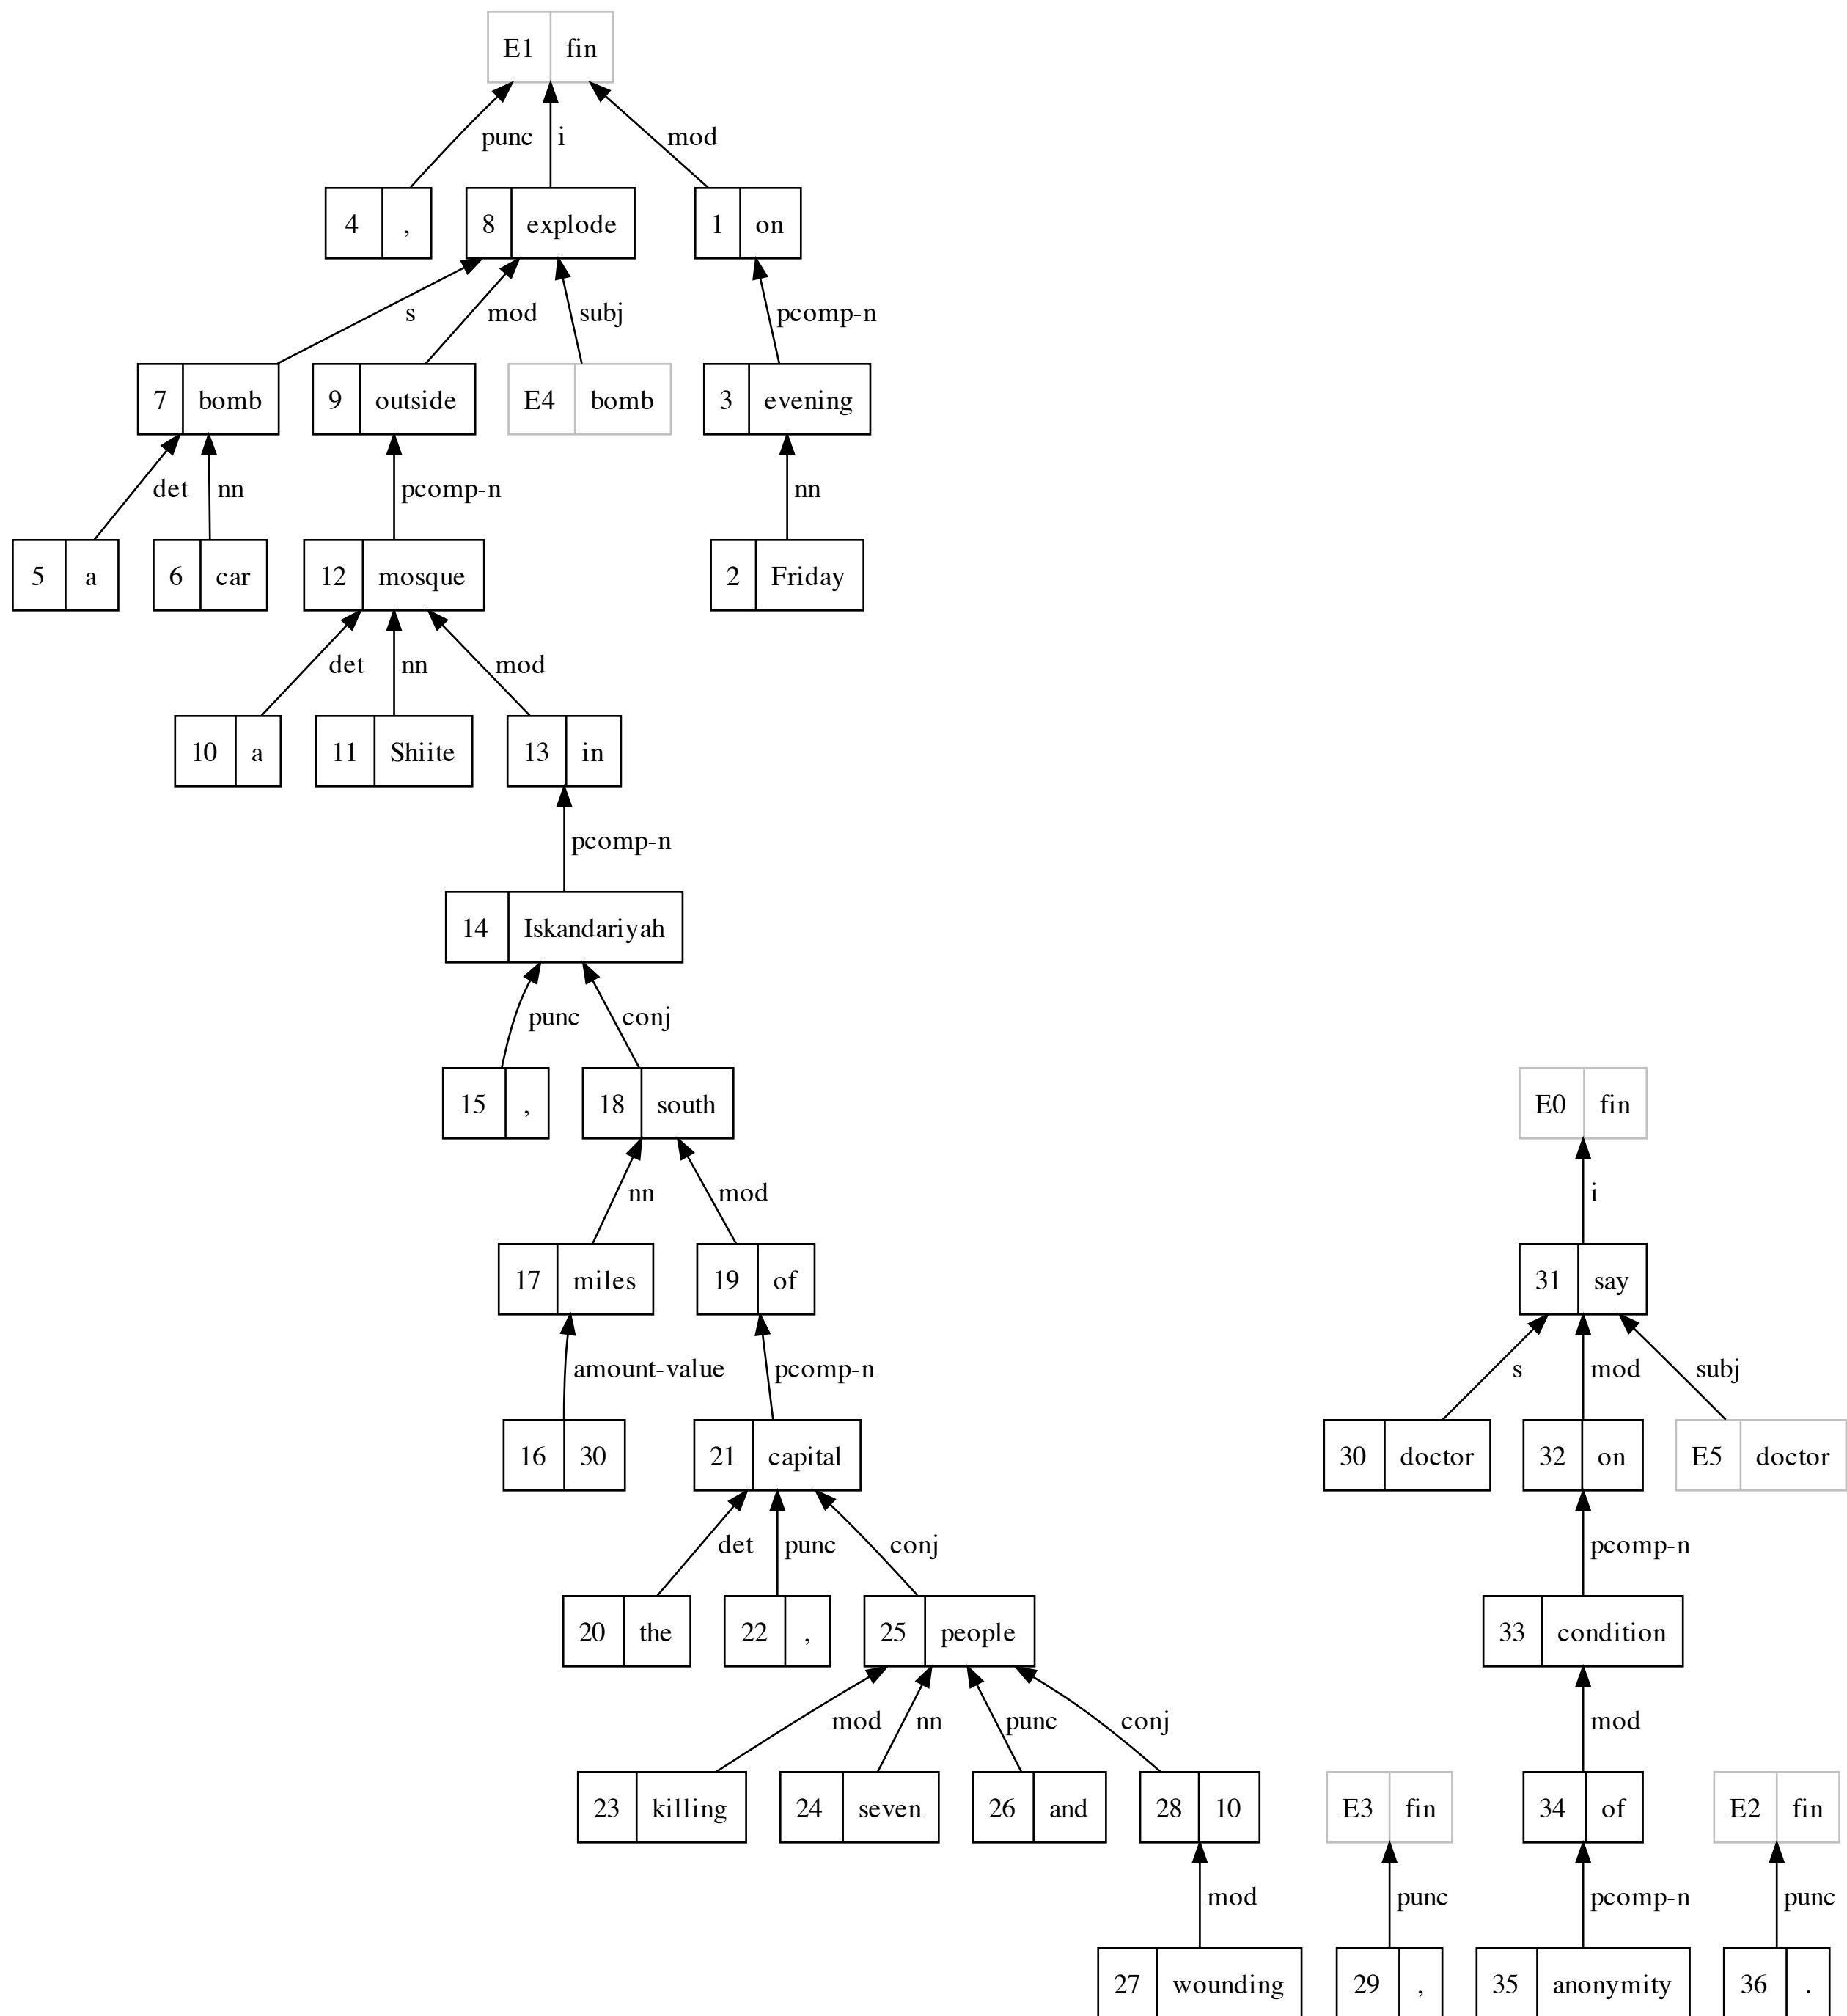 E1 fin
punc i mod
4 , 8 explode 1 on
s mod subj pcomp-n
7 bomb 9 outside E4 bomb 3 evening
det nn pcomp-n nn
5 a 6 car 12 mosque 2 Friday
det nn mod
10 a 11 Shiite 13 in
pcomp-n
14 Iskandariyah
punc conj
15 , 18 south E0 fin
nn mod i
17 miles 19 of 31 say
amount-value pcomp-n s mod subj
16 30 21 capital 30 doctor 32 on E5 doctor
det punc conj pcomp-n
20 the 22 , 25 people 33 condition
mod nn punc conj mod
23 killing 24 seven 26 and 28 10 E3 fin 34 of E2 fin
mod punc pcomp-n punc
27 wounding 29 , 35 anonymity 36 .